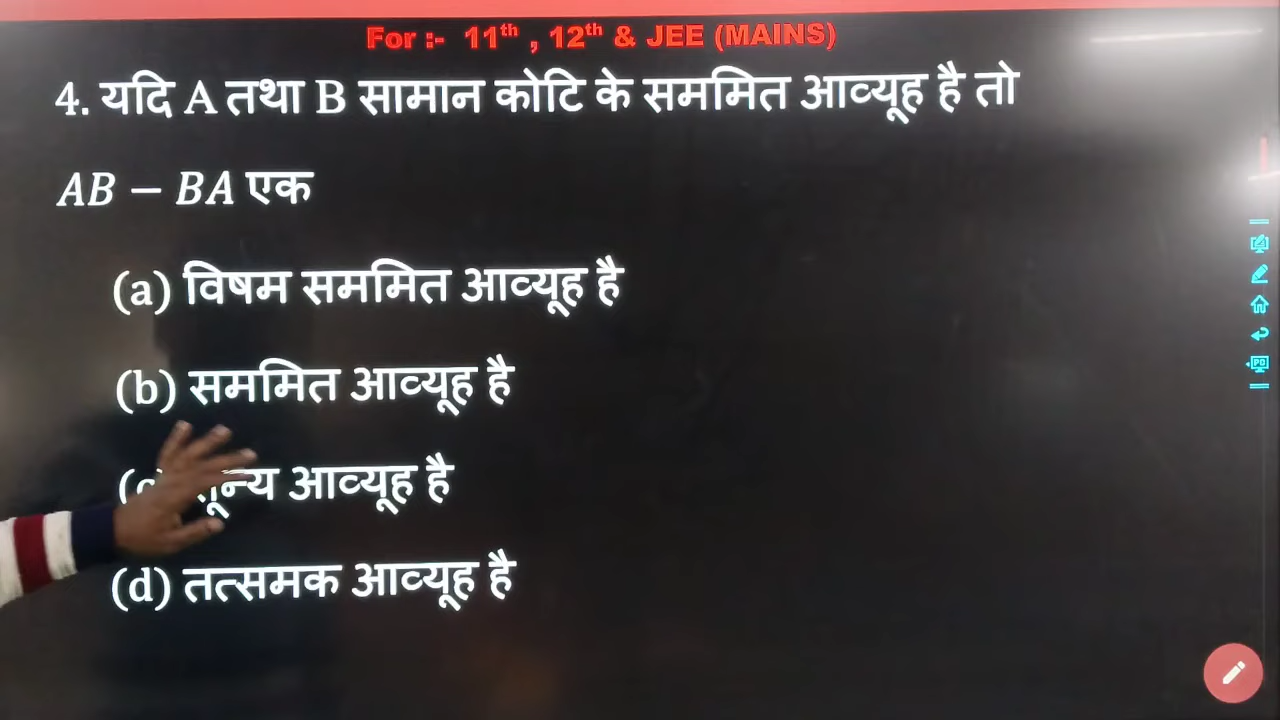 For :- 11th , 12th & JEE (MAINS)
4. यदि A तथा B सामान कोटि के सममित आव्यूह है तो
AB − BA एक
(a) विषम सममित आव्यूह है
(b) सममित आव्यूह है
आव्यूह है
(d) तत्समक आव्यूह है
PD